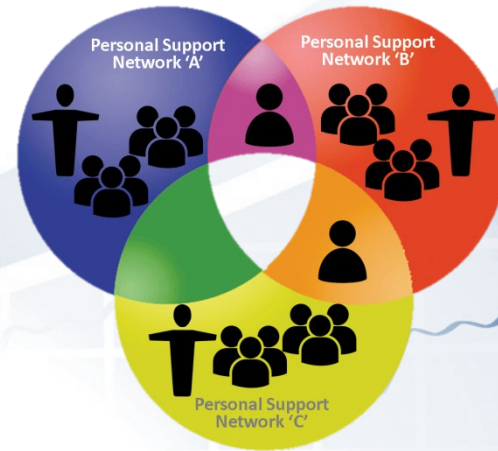 Personal Support
Network ‘A’
Personal Support
Network ‘B’
Personal Support
Network ‘C’